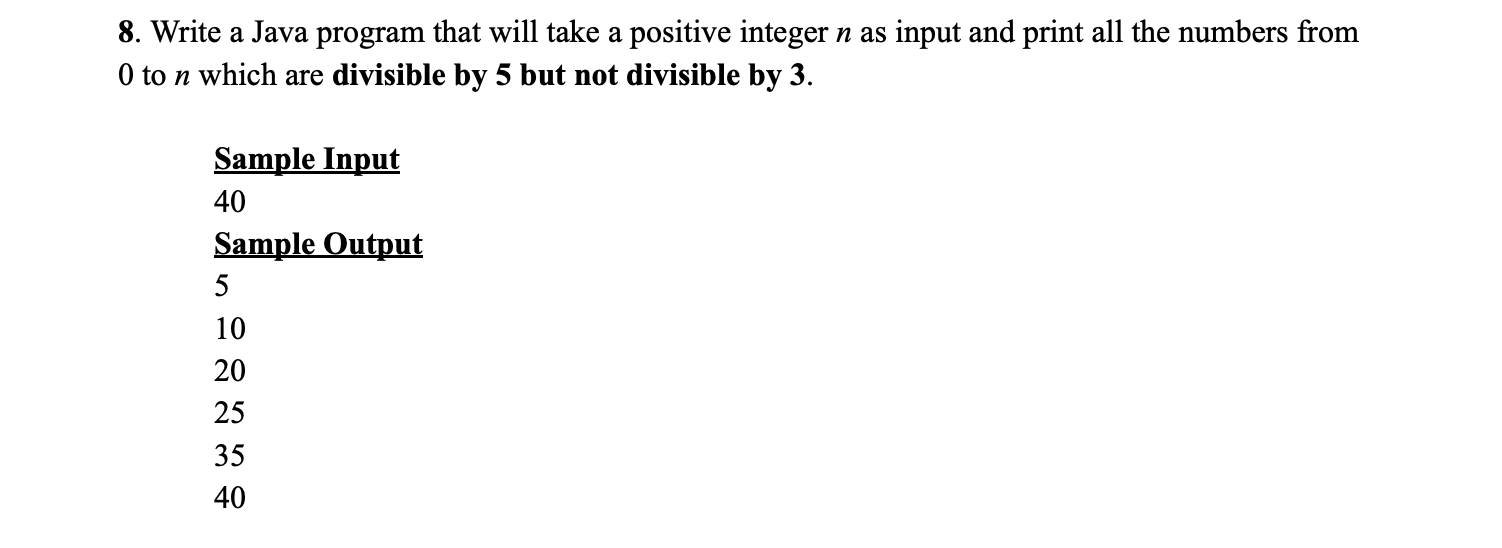 8. Write a Java program that will take a positive integer n as input and print all the numbers from
0 to n which are divisible by 5 but not divisible by 3.
Sample Input
40
Sample Output
5
10
20
25
35
40